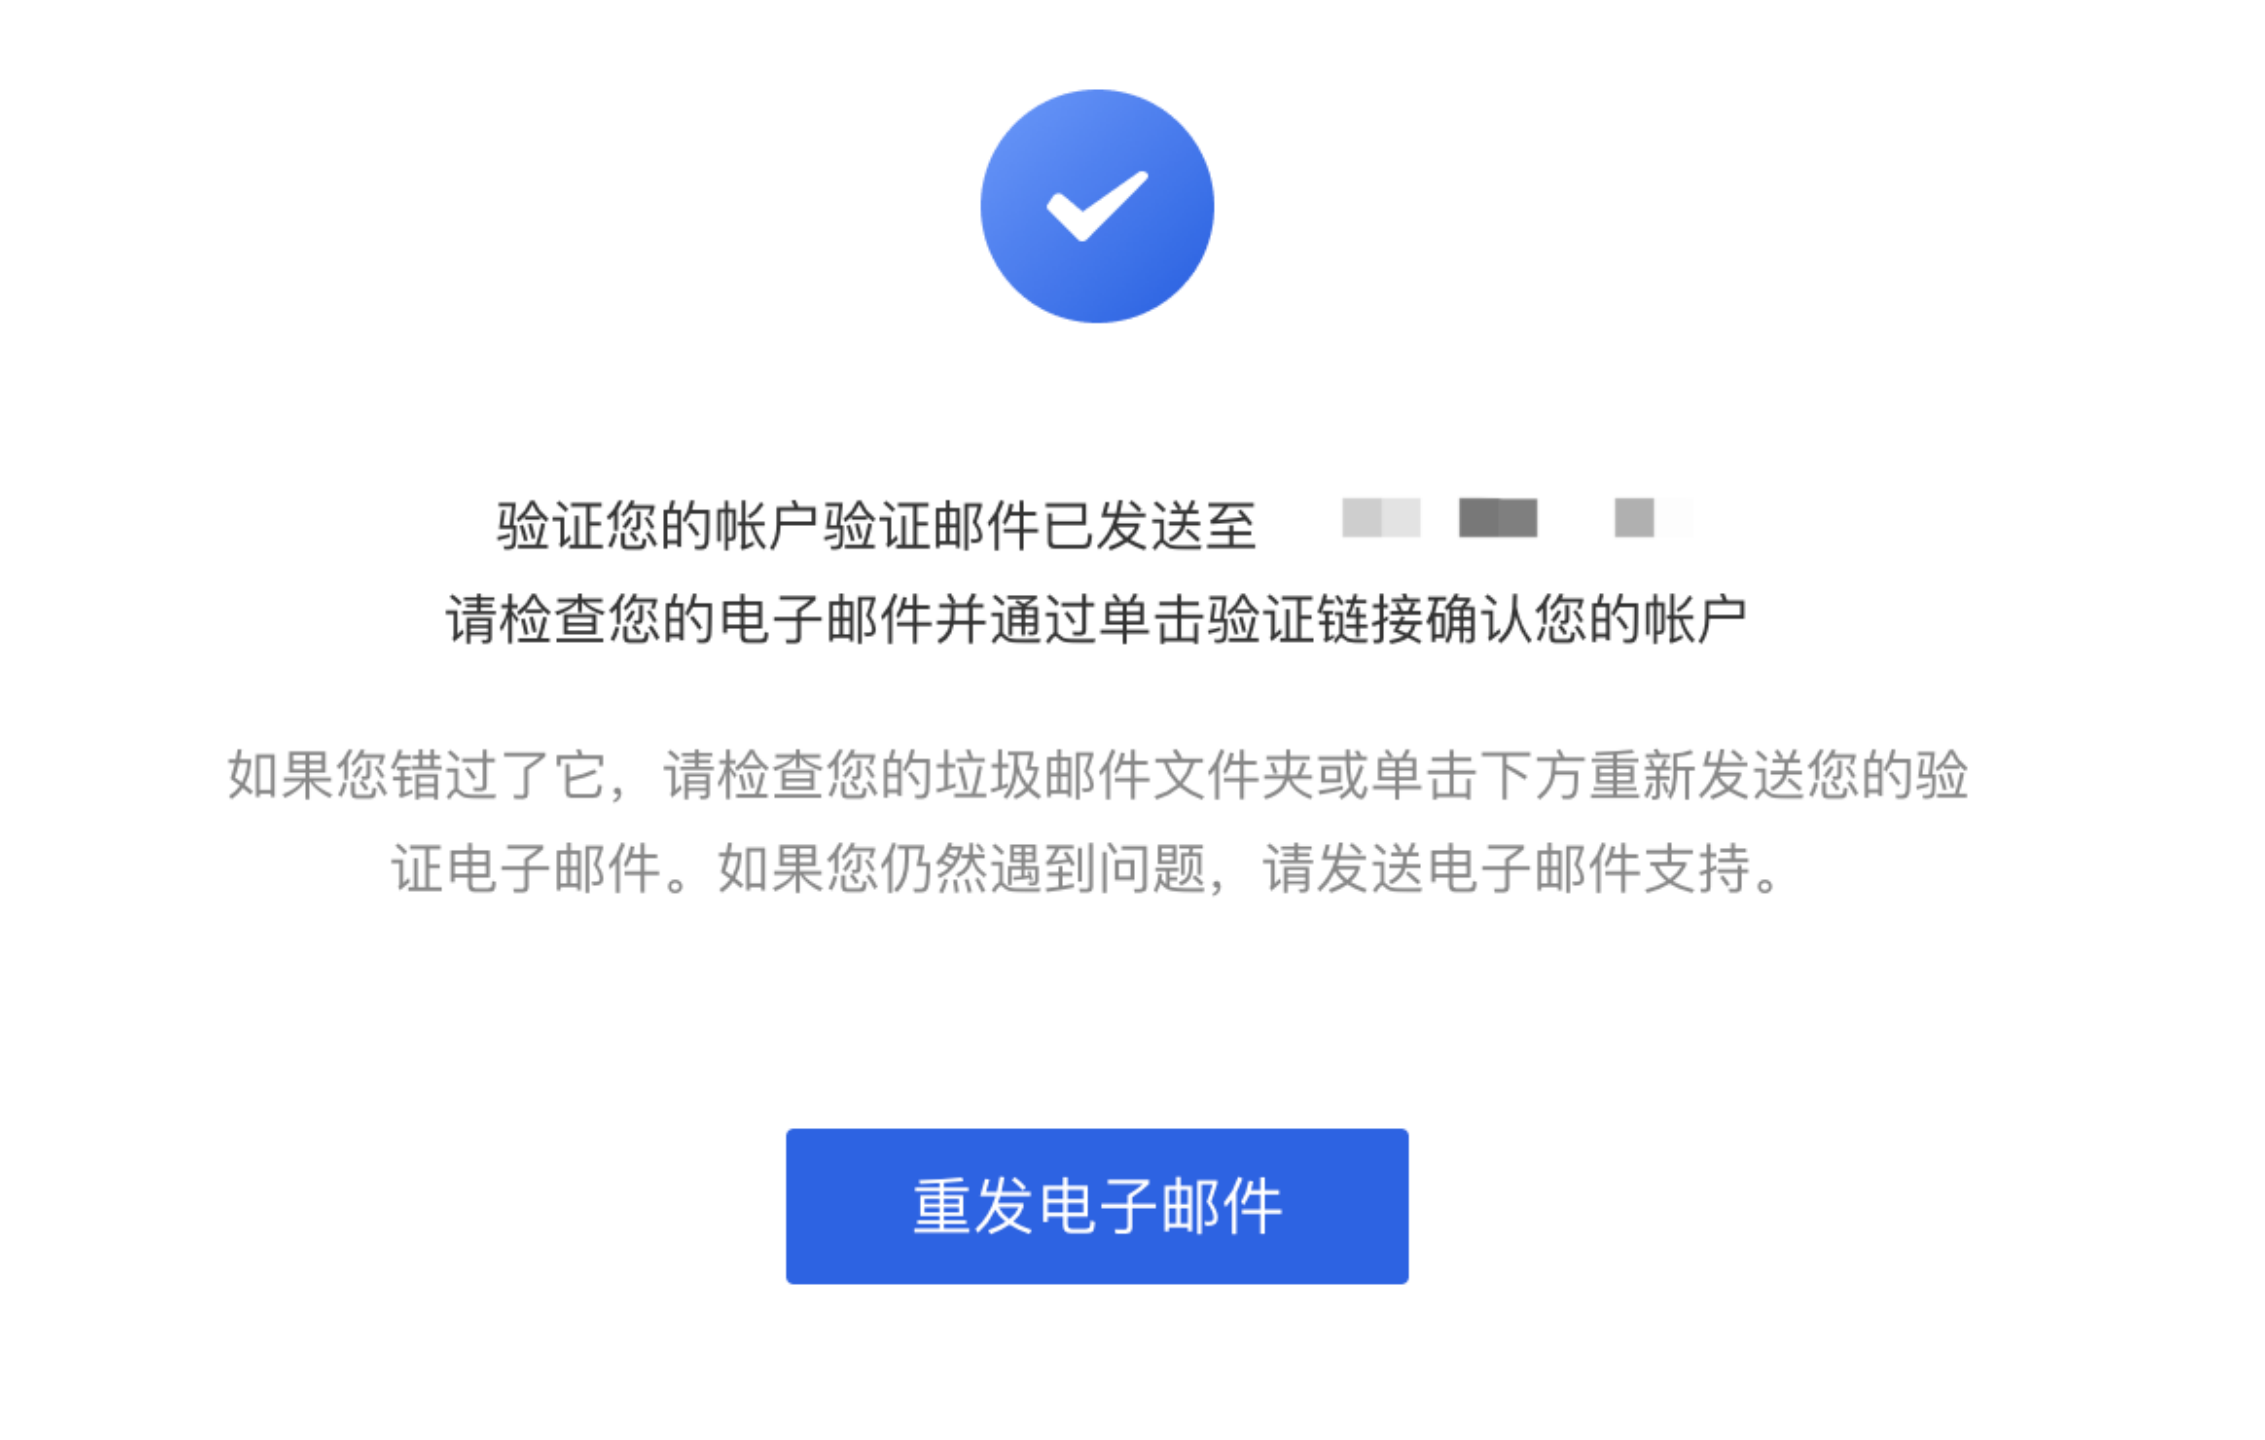 验证您的帐户验证邮件已发送至
请检查您的电子邮件并通过单击验证链接确认您的帐户
如果您错过了它，请检查您的垃圾邮件文件夹或单击下方重新发送您的验
证电子邮件。如果您仍然遇到问题，请发送电子邮件支持。
重发电子邮件